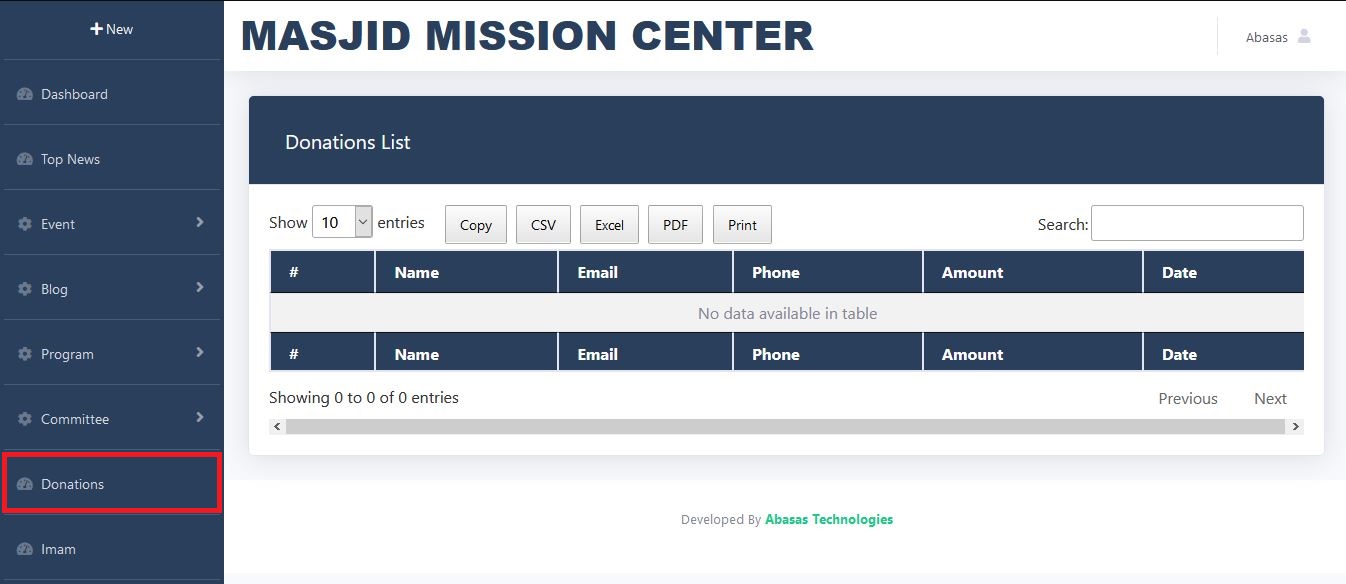 New
MASJID MISSION CENTER
Abasas
Dashboard
Top News
Event
Blog
Program
Committee
Donations
Imam
Donations List
Show 10 entries Copy CSV Excel PDF Print Search:
# Name Email Phone Amount Date
No data available in table
# Name Email Phone Amount Date
Showing 0 to 0 of 0 entries Previous Next
Developed By Abasas Technologies